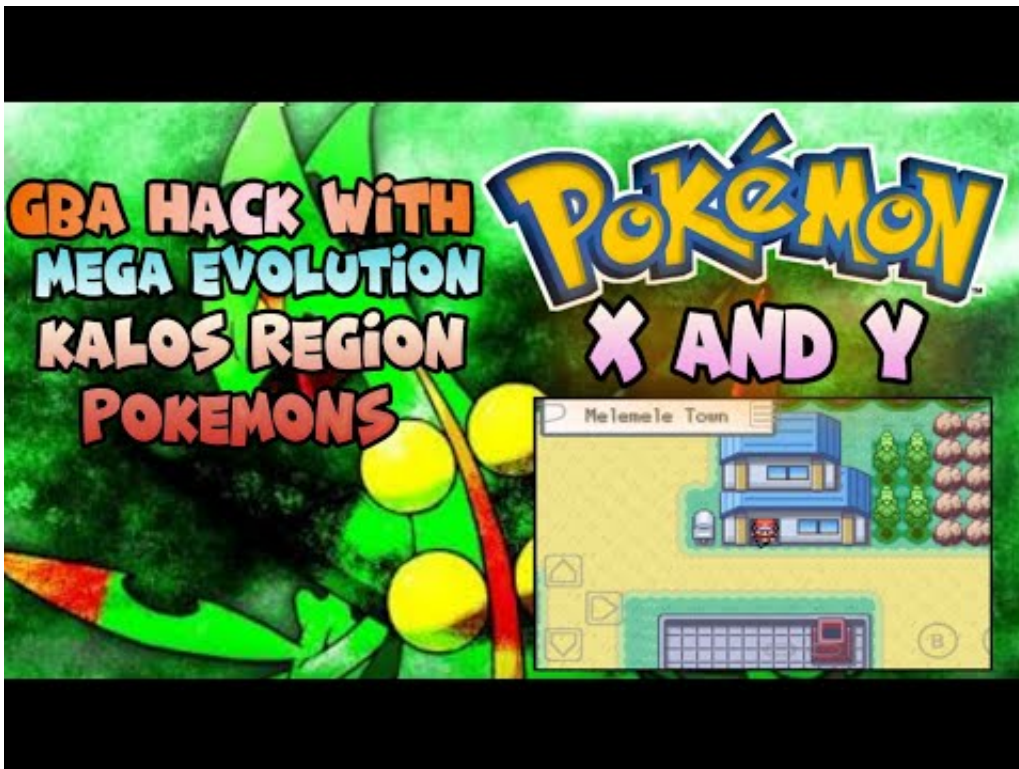 GBA HACK WiTH
MEGA EVOLUTiON
KALOS REGiON
POKEMONS
POKéMON
X AND Y
Melemele Town
B